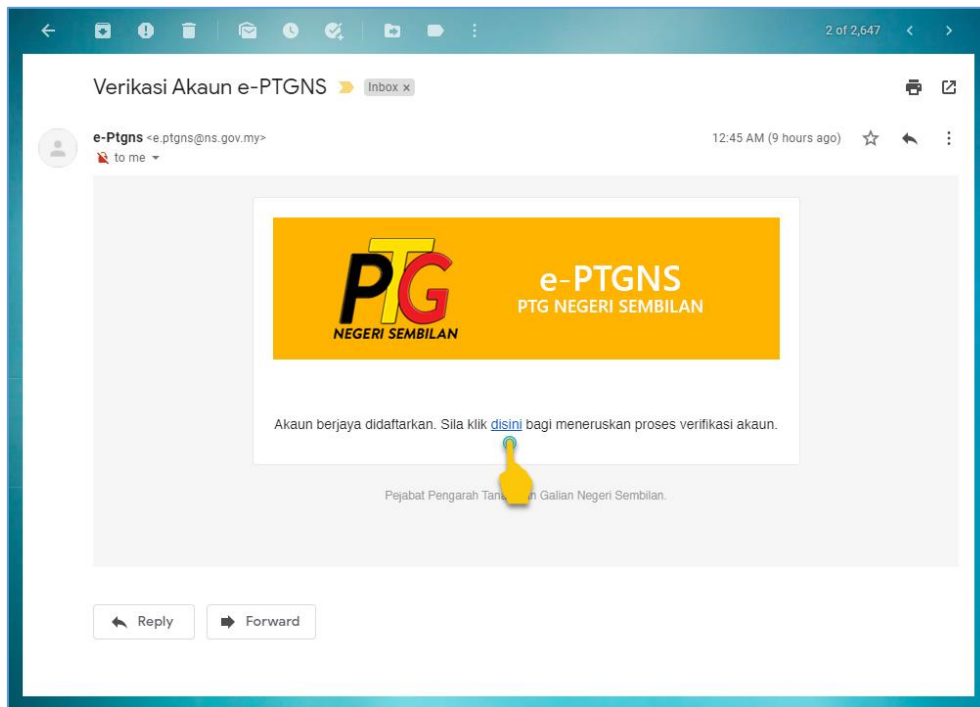 2 of 2,647
Verikasi Akaun e-PTGNS Inbox x
e-Ptgns <e.ptgns@ns.gov.my> 12:45 AM (9 hours ago)
to me
PTG
NEGERI SEMBILAN
e-PTGNS
PTG NEGERI SEMBILAN
Akaun berjaya didaftarkan. Sila klik disini bagi meneruskan proses verifikasi akaun.
Pejabat Pengarah Galian Negeri Sembilan.
Reply Forward